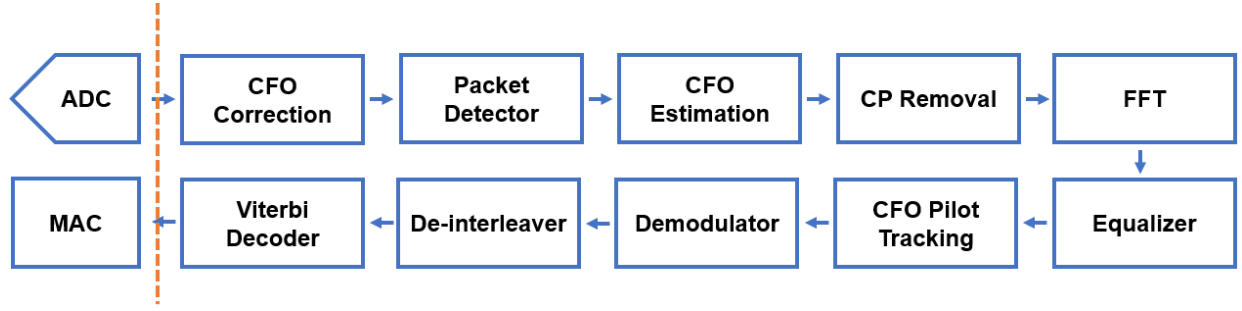 ADC
CFO
Correction
Packet
Detector
CFO
Estimation
CP Removal
FFT
MAC
Viterbi
Decoder
De-interleaver
Demodulator
CFO Pilot
Tracking
Equalizer